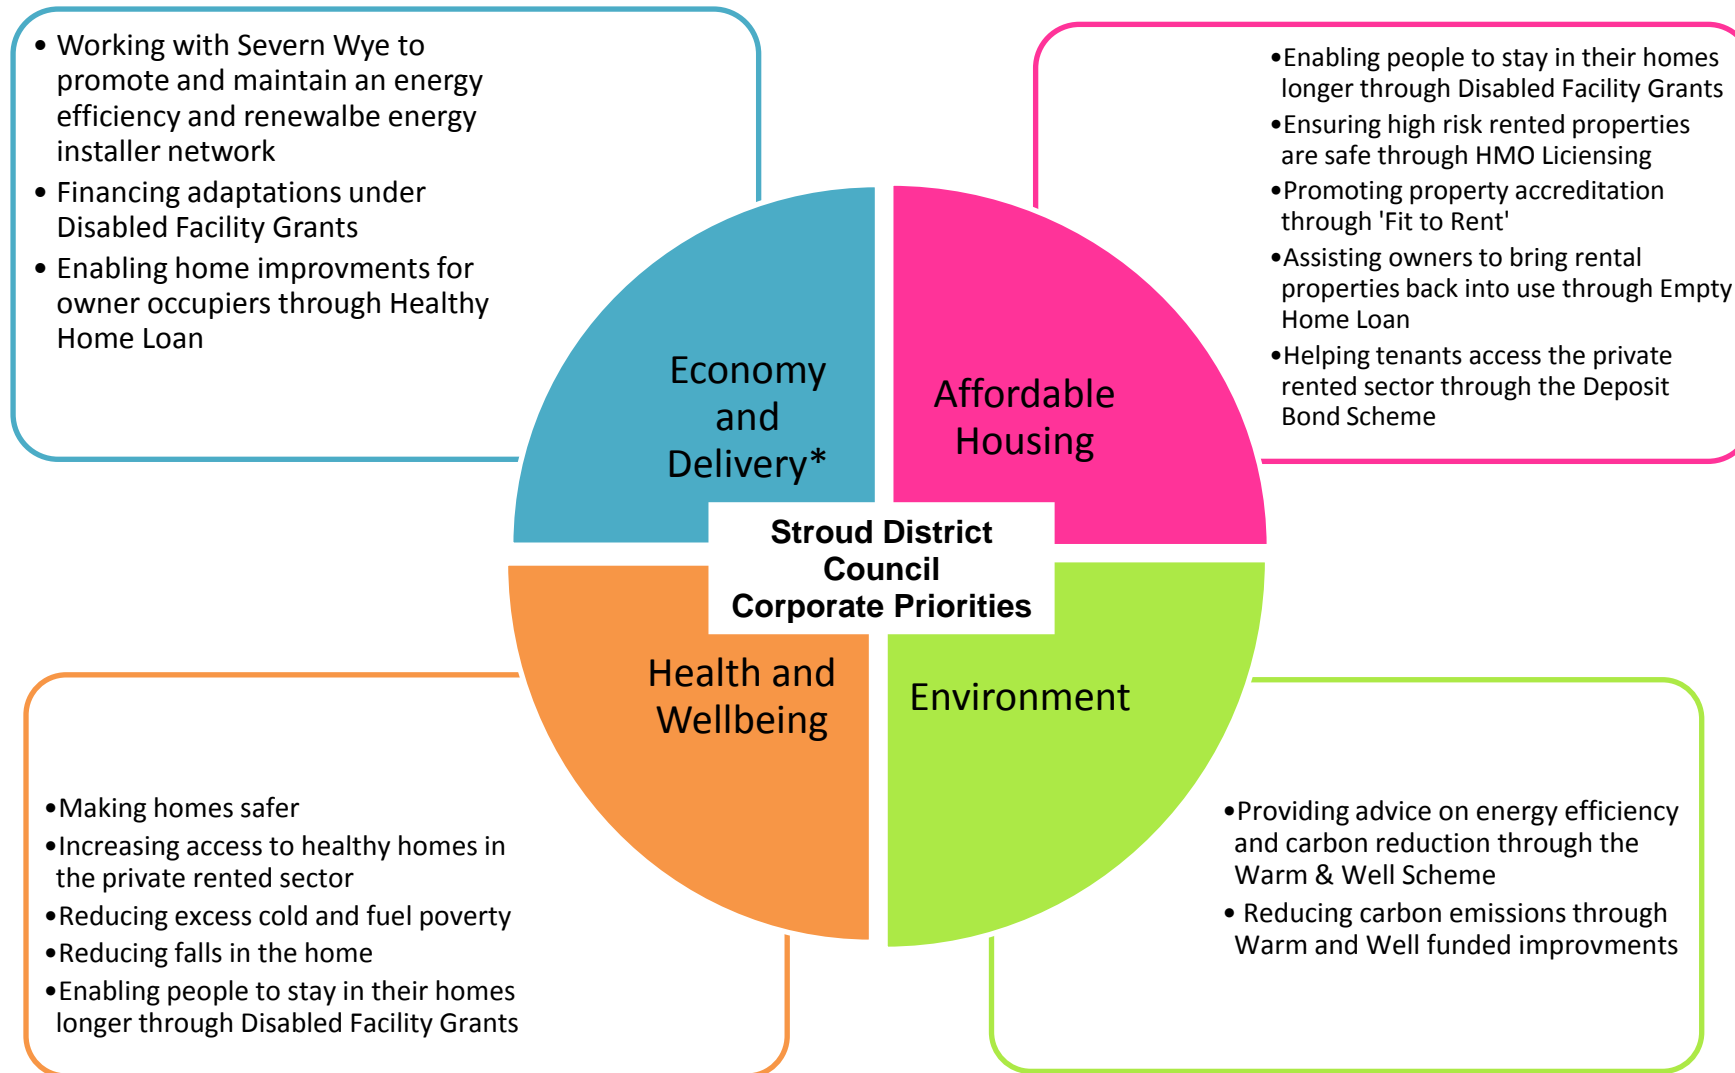 • Working with Severn Wye to
promote and maintain an energy
efficiency and renewalbe energy
installer network
• Financing adaptations under
Disabled Facility Grants
• Enabling home improvments for
owner occupiers through Healthy
Home Loan
•Enabling people to stay in their homes
longer through Disabled Facility Grants
•Ensuring high risk rented properties
are safe through HMO Liciensing
•Promoting property accreditation
through 'Fit to Rent'
•Assisting owners to bring rental
properties back into use through Empty
Home Loan
•Helping tenants access the private
rented sector through the Deposit
Bond Scheme
Economy
and
Delivery*
Affordable
Housing
Stroud District
Council
Corporate Priorities
Health and
Wellbeing
Environment
•Making homes safer
•Increasing access to healthy homes in
the private rented sector
•Reducing excess cold and fuel poverty
•Reducing falls in the home
•Enabling people to stay in their homes
longer through Disabled Facility Grants
•Providing advice on energy efficiency
and carbon reduction through the
Warm & Well Scheme
• Reducing carbon emissions through
Warm and Well funded improvments